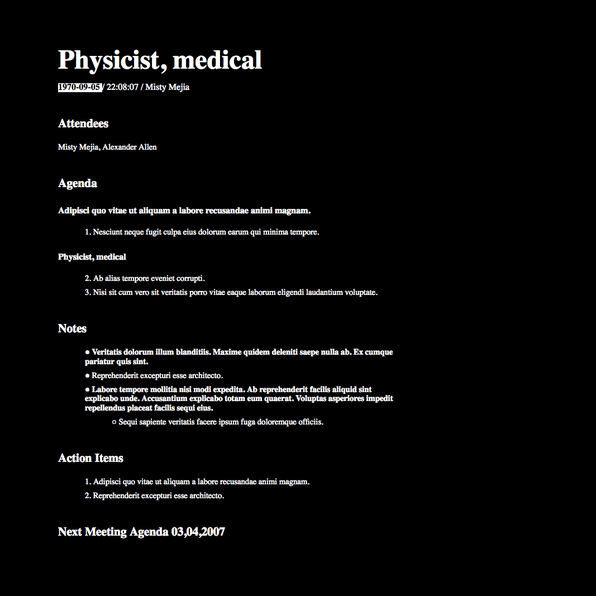 Physicist, medical
1970-09-05 / 22:08:07 / Misty Mejia
Attendees
Misty Mejia, Alexander Allen
Agenda
Adipisci quo vitae ut aliquam a labore recusandae animi magnam.
1. Nesciunt neque fugit culpa eius dolorum earum qui minima tempore.
Physicist, medical
2. Ab alias tempore eveniet corrupti.
3. Nisi sit cum vero sit veritatis porro vitae eaque laborum eligendi laudantium voluptate.
Notes
● Veritatis dolorum illum blanditiis. Maxime quidem deleniti saepe nulla ab. Ex cumque
pariatur quis sint.
● Reprehenderit excepturi esse architecto.
● Labore tempore mollitia nisi modi expedita. Ab reprehenderit facilis aliquid sint
explicabo unde. Accusantium explicabo totam eum quaerat. Voluptas asperiores impedit
repellendus placeat facilis sequi eius.
○ Sequi sapiente veritatis facere ipsum fuga doloremque officiis.
Action Items
1. Adipisci quo vitae ut aliquam a labore recusandae animi magnam.
2. Reprehenderit excepturi esse architecto.
Next Meeting Agenda 03,04,2007